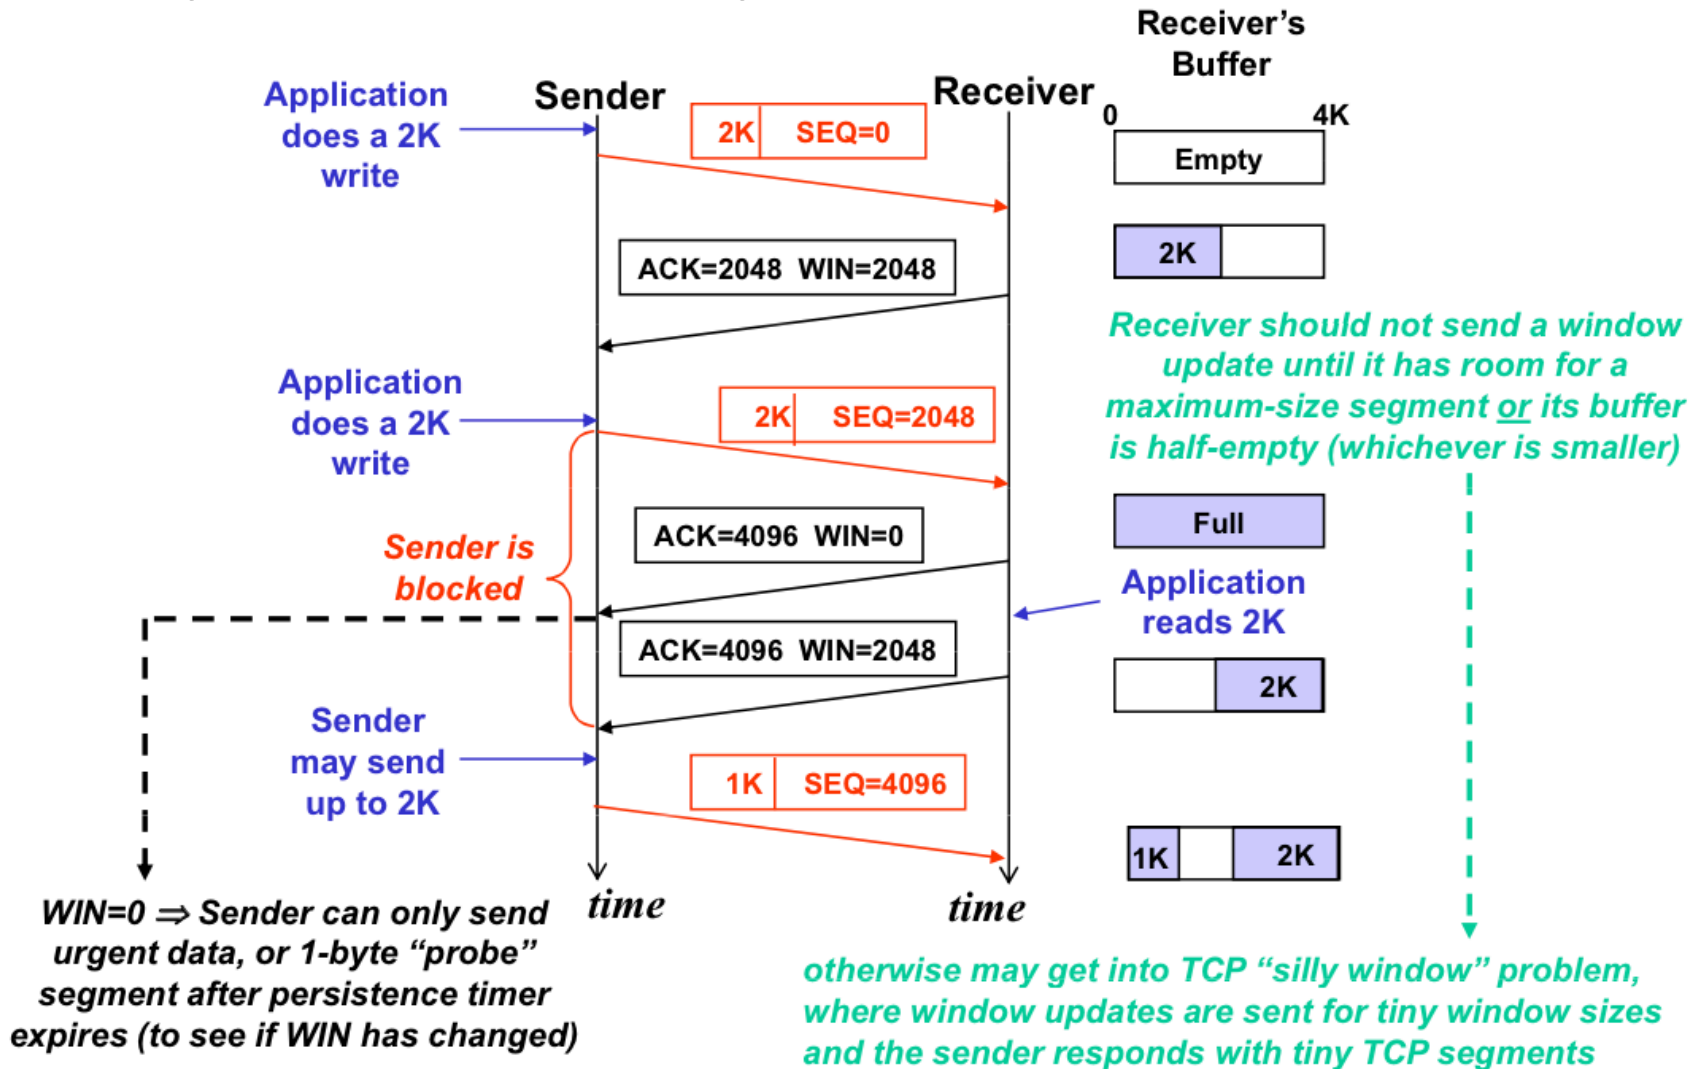 Receiver's
Buffer
Application
does a 2K
write
Sender
Receiver
0
4K
2K
SEQ=0
Empty
2K
ACK=2048 WIN=2048
Receiver should not send a window
update until it has room for a
maximum-size segment or its buffer
is half-empty (whichever is smaller)
Application
does a 2K
write
2K
SEQ=2048
Full
ACK=4096 WIN=0
Sender is
blocked
Application
reads 2K
ACK=4096 WIN=2048
2K
Sender
may send
up to 2K
1K
SEQ=4096
1K
2K
time
time
WIN=0 ⇒ Sender can only send
urgent data, or 1-byte “probe”
segment after persistence timer
expires (to see if WIN has changed)
otherwise may get into TCP “silly window” problem,
where window updates are sent for tiny window sizes
and the sender responds with tiny TCP segments